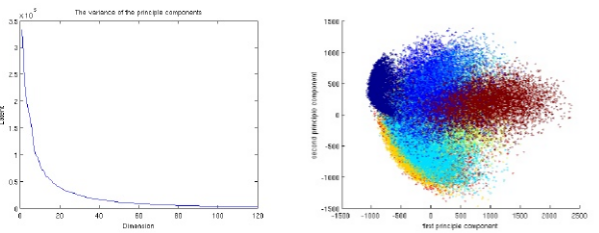 The variance of the principle components
3.5
x 10
3
2.5
2
1.5
1
0.5
0
Latent
0 20 40 60 80 100 120
Dimension
1500
1000
500
0
-500
-1000
-1500
second principle component
-1500 -1000 -500 0 500 1000 1500 2000 2500
first principle component